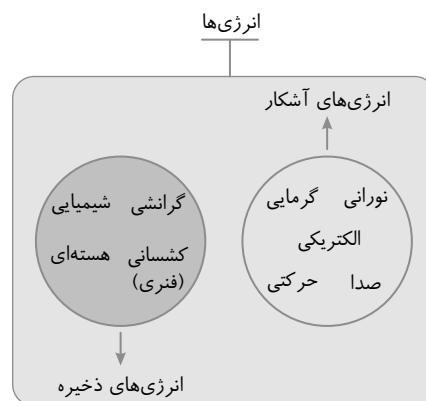 انرژی‌ها
انرژی‌های آشکار
نورانی گرمایی
الکتریکی
صدا حرکتی
گرانشی شیمیایی
کشسانی هسته‌ای
(فنری)
انرژی‌های ذخیره